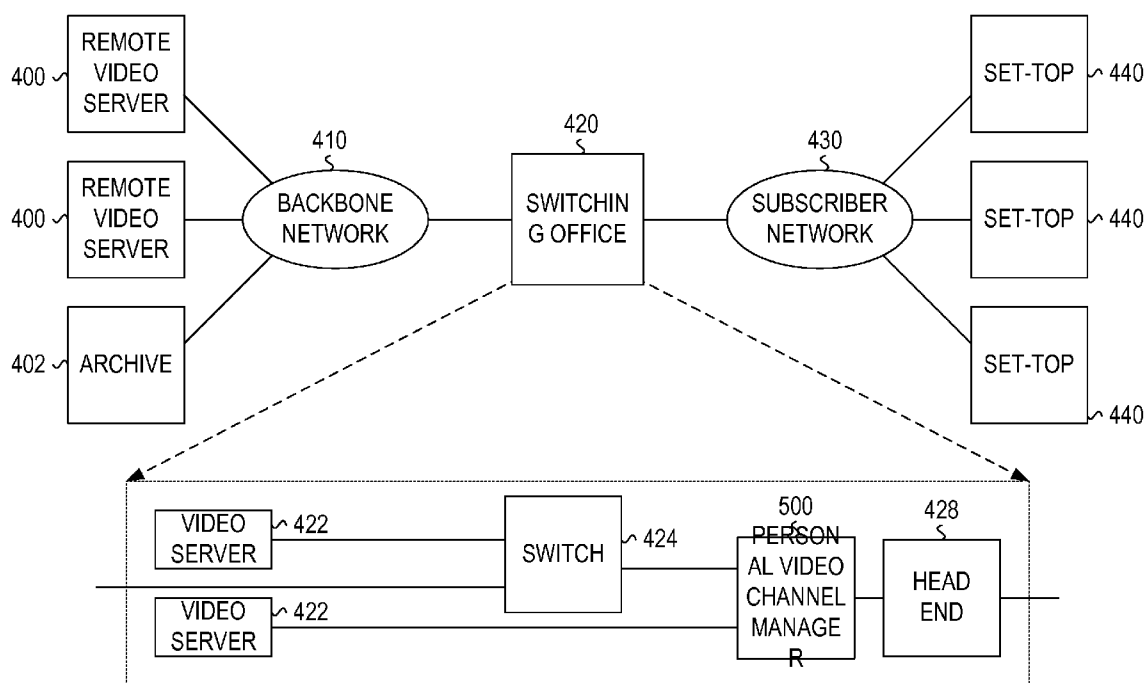 REMOTE
VIDEO
SERVER
400
REMOTE
VIDEO
SERVER
400
ARCHIVE
402
410
BACKBONE
NETWORK
420
SWITCHIN
G OFFICE
430
SUBSCRIBER
NETWORK
SET-TOP
440
SET-TOP
440
SET-TOP
440
VIDEO
SERVER
422
VIDEO
SERVER
422
SWITCH
424
500
PERSON
AL VIDEO
CHANNEL
MANAGE
R
428
HEAD
END